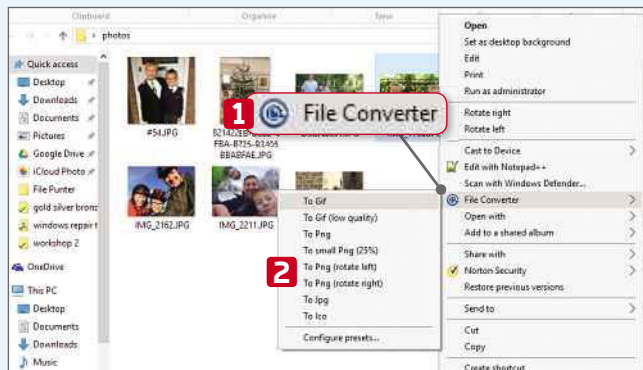 Clipboard
Organise
New
photos
Quick access
Desktop
Downloads
Documents
Pictures
Google Drive
iCloud Photo
File Punter
gold silver bronz
windows repair t
workshop 2
OneDrive
This PC
Desktop
Documents
Downloads
Music
#54.JPG
FBA-B725-B2405
BBABFAE.JPG
IMG_2162.JPG
IMG_2211.JPG
1
File Converter
2
To Gif
To Gif (low quality)
To Png
To small Png (25%)
To Png (rotate left)
To Png (rotate right)
To Jpg
To Ico
Configure presets...
Open
Set as desktop background
Edit
Print
Run as administrator
Rotate right
Rotate left
Cast to Device
Edit with Notepad++
Scan with Windows Defender...
File Converter
Open with
Add to a shared album
Share with
Norton Security
Restore previous versions
Send to
Cut
Copy
Create shortcut